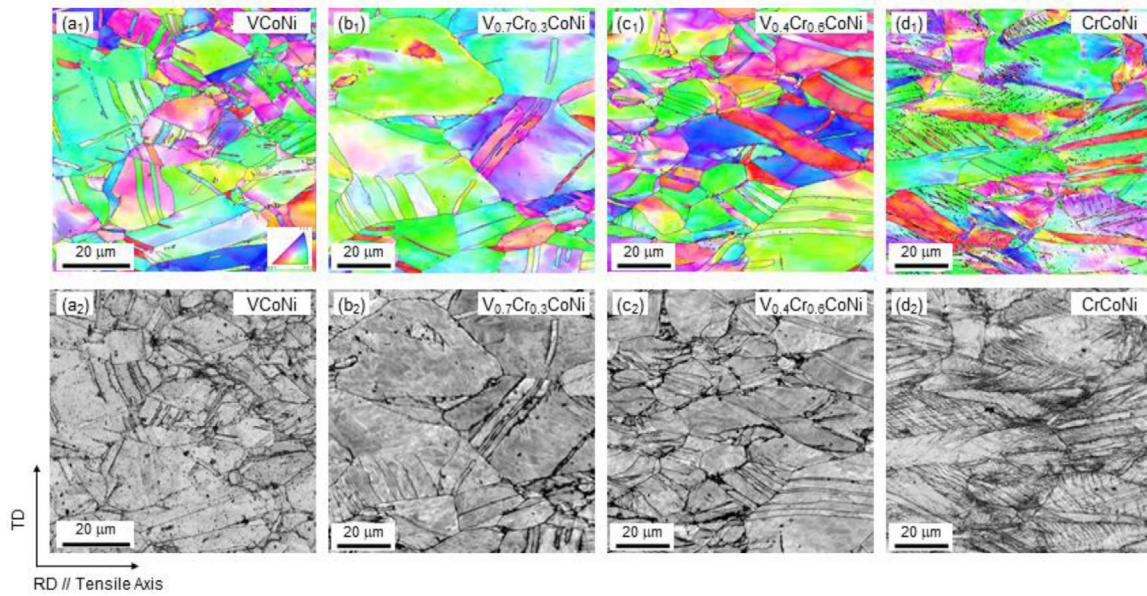 (a₁) VCoNi
(b₁) V₀.₇Cr₀.₃CoNi
(c₁) V₀.₄Cr₀.₆CoNi
(d₁) CrCoNi
20 μm
20 μm
20 μm
20 μm
(a₂) VCoNi
(b₂) V₀.₇Cr₀.₃CoNi
(c₂) V₀.₄Cr₀.₆CoNi
(d₂) CrCoNi
20 μm
20 μm
20 μm
20 μm
TD
RD // Tensile Axis